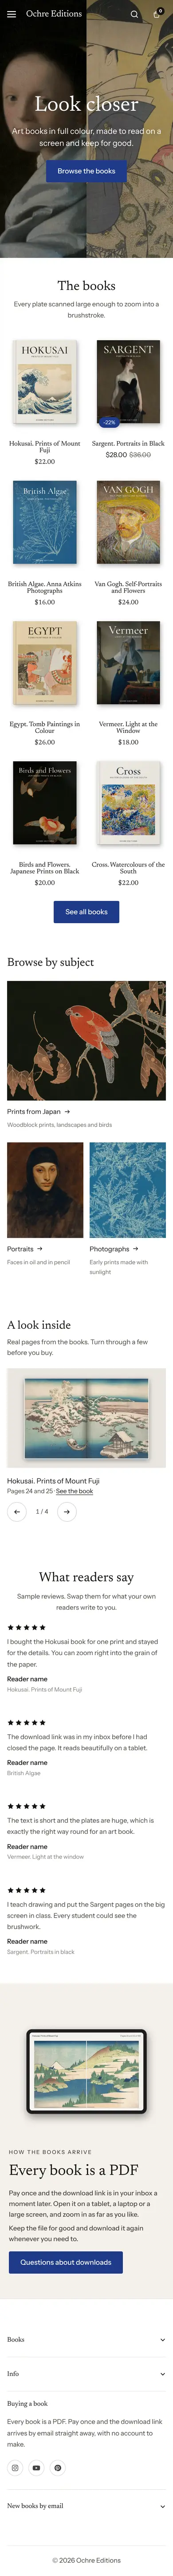 Ochre Editions
0
Look closer
Art books in full colour, made to read on a
screen and keep for good.
Browse the books
The books
Every plate scanned large enough to zoom into a
brushstroke.
HOKUSAI
SARGENT
-22%
Hokusai. Prints of Mount
Fuji
$22.00
Sargent. Portraits in Black
$28.00 $36.00
British Algae
VAN GOGH
British Algae. Anna Atkins
Photographs
$16.00
Van Gogh. Self-Portraits
and Flowers
$24.00
EGYPT
Vermeer
Egypt. Tomb Paintings in
Colour
$26.00
Vermeer. Light at the
Window
$18.00
Birds and Flowers
Cross
Birds and Flowers.
Japanese Prints on Black
$20.00
Cross. Watercolours of the
South
$22.00
See all books
Browse by subject
Prints from Japan →
Woodblock prints, landscapes and birds
Portraits →
Faces in oil and in pencil
Photographs →
Early prints made with
sunlight
A look inside
Real pages from the books. Turn through a few
before you buy.
Hokusai. Prints of Mount Fuji
Pages 24 and 25 · See the book
← 1 / 4 →
What readers say
Sample reviews. Swap them for what your own
readers write to you.
★ ★ ★ ★ ★
I bought the Hokusai book for one print and stayed
for the details. You can zoom right into the grain of
the paper.
Reader name
Hokusai. Prints of Mount Fuji
★ ★ ★ ★ ★
The download link was in my inbox before I had
closed the page. It reads beautifully on a tablet.
Reader name
British Algae
★ ★ ★ ★ ★
The text is short and the plates are huge, which is
exactly the right way round for an art book.
Reader name
Vermeer. Light at the window
★ ★ ★ ★ ★
I teach drawing and put the Sargent pages on the big
screen in class. Every student could see the
brushwork.
Reader name
Sargent. Portraits in black
HOW THE BOOKS ARRIVE
Every book is a PDF
Pay once and the download link is in your inbox a
moment later. Open it on a tablet, a laptop or a
large screen, and zoom in as far as you like.
Keep the file for good and download it again
whenever you need to.
Questions about downloads
Books
Info
Buying a book
Every book is a PDF. Pay once and the download link
arrives by email straight away, with no account to
make.
New books by email
© 2026 Ochre Editions